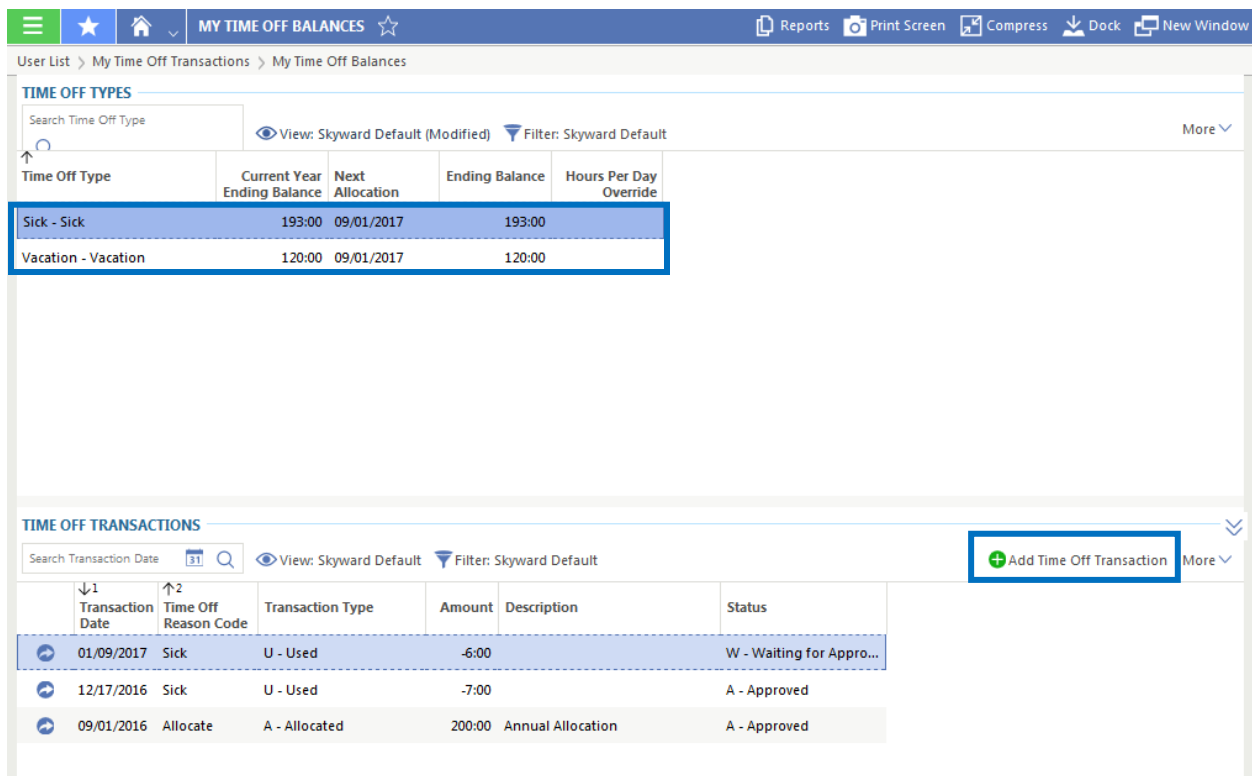 MY TIME OFF BALANCES
Reports Print Screen Compress Dock New Window
User List > My Time Off Transactions > My Time Off Balances
TIME OFF TYPES
Search Time Off Type
View: Skyward Default (Modified) Filter: Skyward Default More
Time Off Type Current Year Ending Balance Next Allocation Ending Balance Hours Per Day Override
Sick - Sick 193:00 09/01/2017 193:00
Vacation - Vacation 120:00 09/01/2017 120:00
TIME OFF TRANSACTIONS
Search Transaction Date 31 View: Skyward Default Filter: Skyward Default Add Time Off Transaction More
1 Transaction Date 2 Time Off Reason Code Transaction Type Amount Description Status
01/09/2017 Sick U - Used -6:00 W - Waiting for Appro...
12/17/2016 Sick U - Used -7:00 A - Approved
09/01/2016 Allocate A - Allocated 200:00 Annual Allocation A - Approved